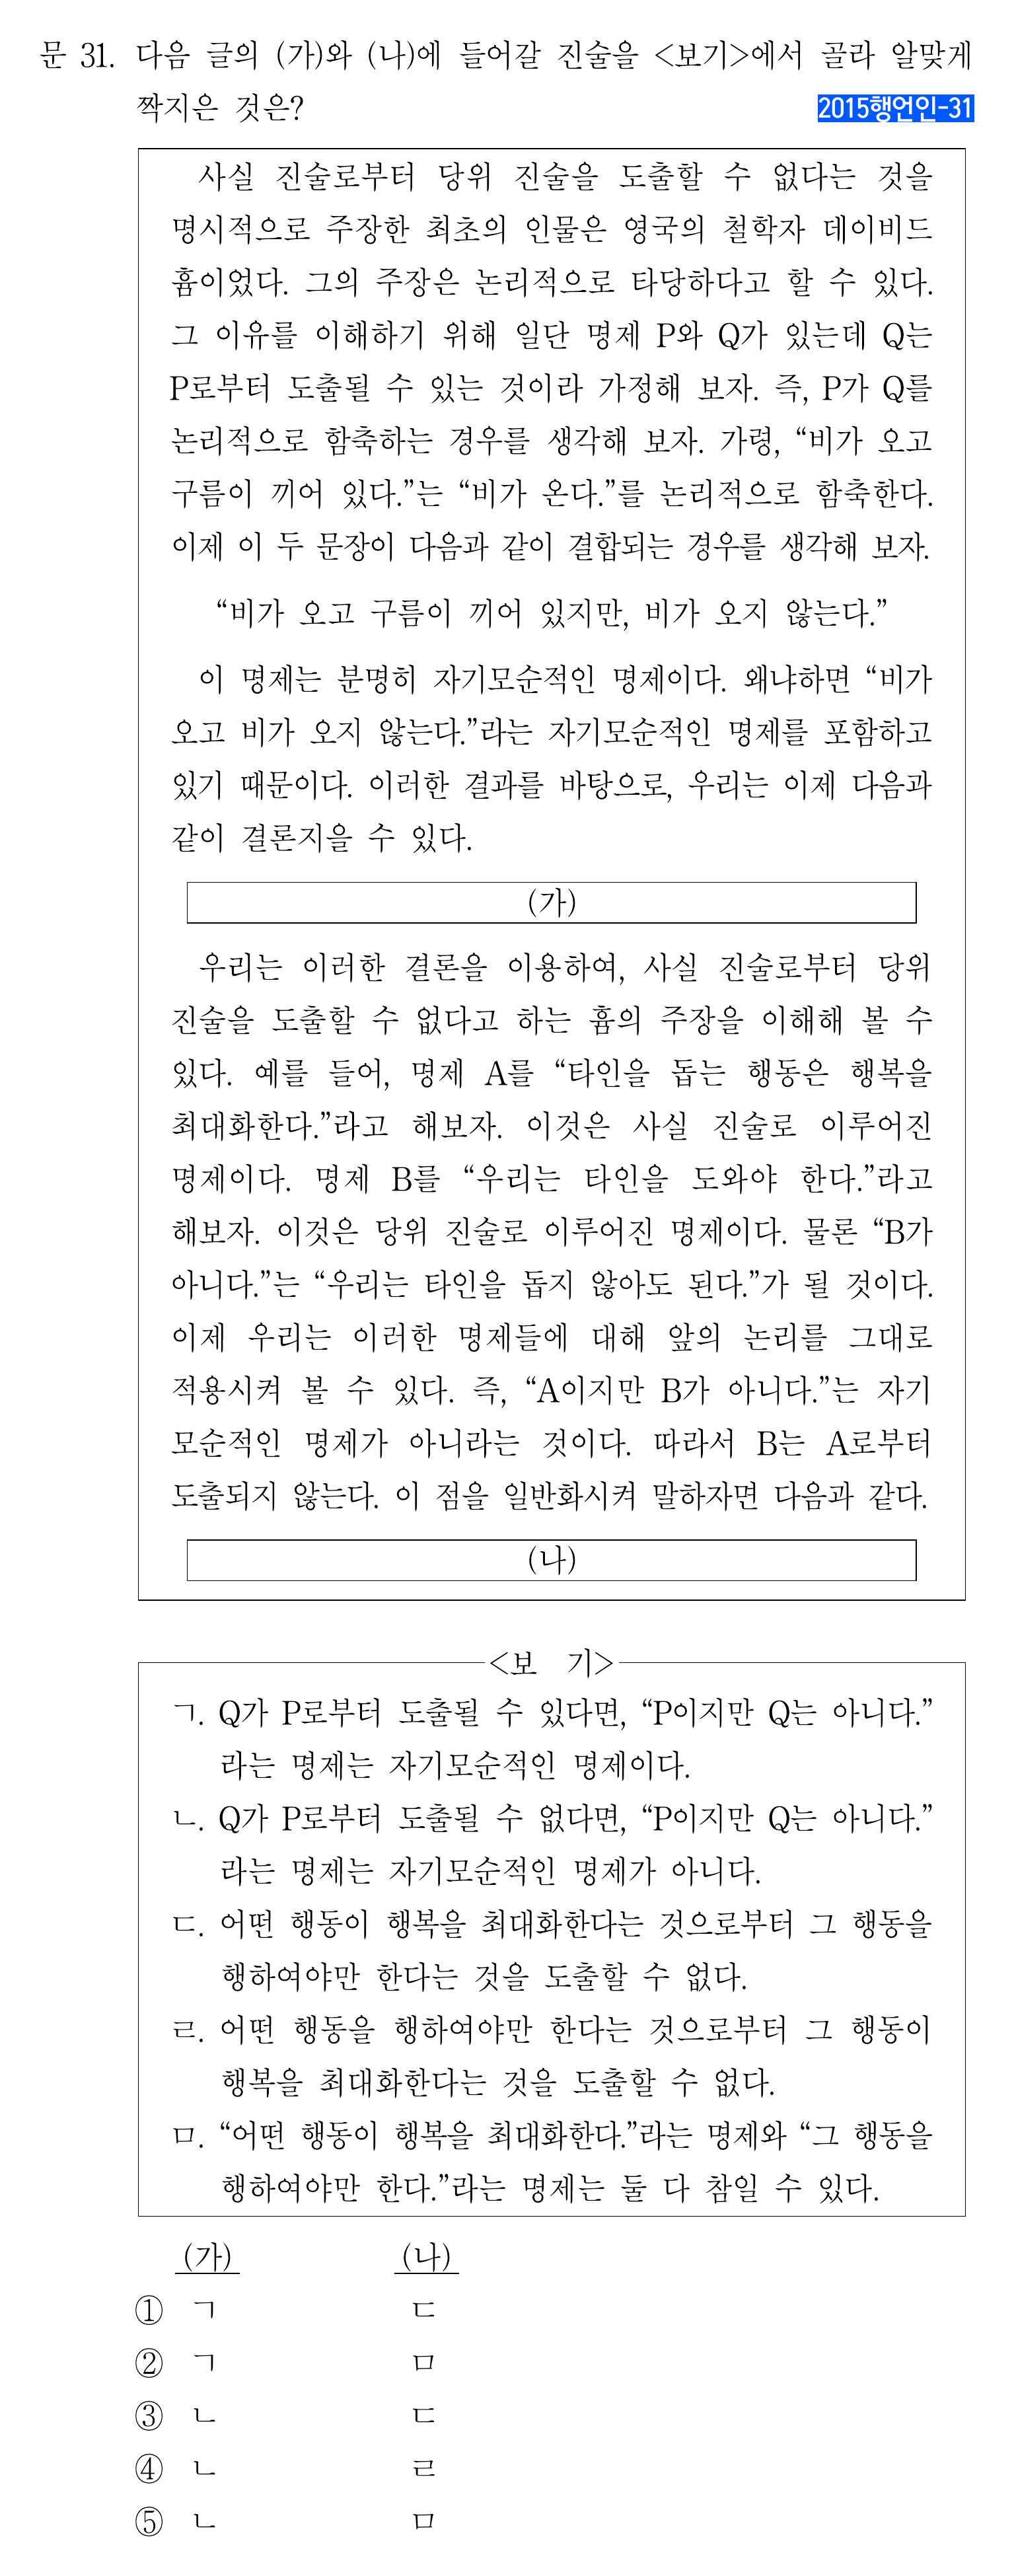 문 31. 다음 글의 (가)와 (나)에 들어갈 진술을 <보기>에서 골라 알맞게
짝지은 것은?
2015행언인-31
사실 진술로부터 당위 진술을 도출할 수 없다는 것을
명시적으로 주장한 최초의 인물은 영국의 철학자 데이비드
흄이었다. 그의 주장은 논리적으로 타당하다고 할 수 있다.
그 이유를 이해하기 위해 일단 명제 P와 Q가 있는데 Q는
P로부터 도출될 수 있는 것이라 가정해 보자. 즉, P가 Q를
논리적으로 함축하는 경우를 생각해 보자. 가령, “비가 오고
구름이 끼어 있다.”는 “비가 온다.”를 논리적으로 함축한다.
이제 이 두 문장이 다음과 같이 결합되는 경우를 생각해 보자.
“비가 오고 구름이 끼어 있지만, 비가 오지 않는다.”
이 명제는 분명히 자기모순적인 명제이다. 왜냐하면 “비가
오고 비가 오지 않는다.”라는 자기모순적인 명제를 포함하고
있기 때문이다. 이러한 결과를 바탕으로, 우리는 이제 다음과
같이 결론지을 수 있다.
(가)
우리는 이러한 결론을 이용하여, 사실 진술로부터 당위
진술을 도출할 수 없다고 하는 흄의 주장을 이해해 볼 수
있다. 예를 들어, 명제 A를 “타인을 돕는 행동은 행복을
최대화한다.”라고 해보자. 이것은 사실 진술로 이루어진
명제이다. 명제 B를 “우리는 타인을 도와야 한다.”라고
해보자. 이것은 당위 진술로 이루어진 명제이다. 물론 “B가
아니다.”는 “우리는 타인을 돕지 않아도 된다.”가 될 것이다.
이제 우리는 이러한 명제들에 대해 앞의 논리를 그대로
적용시켜 볼 수 있다. 즉, “A이지만 B가 아니다.”는 자기
모순적인 명제가 아니라는 것이다. 따라서 B는 A로부터
도출되지 않는다. 이 점을 일반화시켜 말하자면 다음과 같다.
(나)
<보 기>
ㄱ. Q가 P로부터 도출될 수 있다면, “P이지만 Q는 아니다.”
라는 명제는 자기모순적인 명제이다.
ㄴ. Q가 P로부터 도출될 수 없다면, “P이지만 Q는 아니다.”
라는 명제는 자기모순적인 명제가 아니다.
ㄷ. 어떤 행동이 행복을 최대화한다는 것으로부터 그 행동을
행하여야만 한다는 것을 도출할 수 없다.
ㄹ. 어떤 행동을 행하여야만 한다는 것으로부터 그 행동이
행복을 최대화한다는 것을 도출할 수 없다.
ㅁ. “어떤 행동이 행복을 최대화한다.”라는 명제와 “그 행동을
행하여야만 한다.”라는 명제는 둘 다 참일 수 있다.
(가) (나)
① ㄱ ㄷ
② ㄱ ㅁ
③ ㄴ ㄷ
④ ㄴ ㄹ
⑤ ㄴ ㅁ